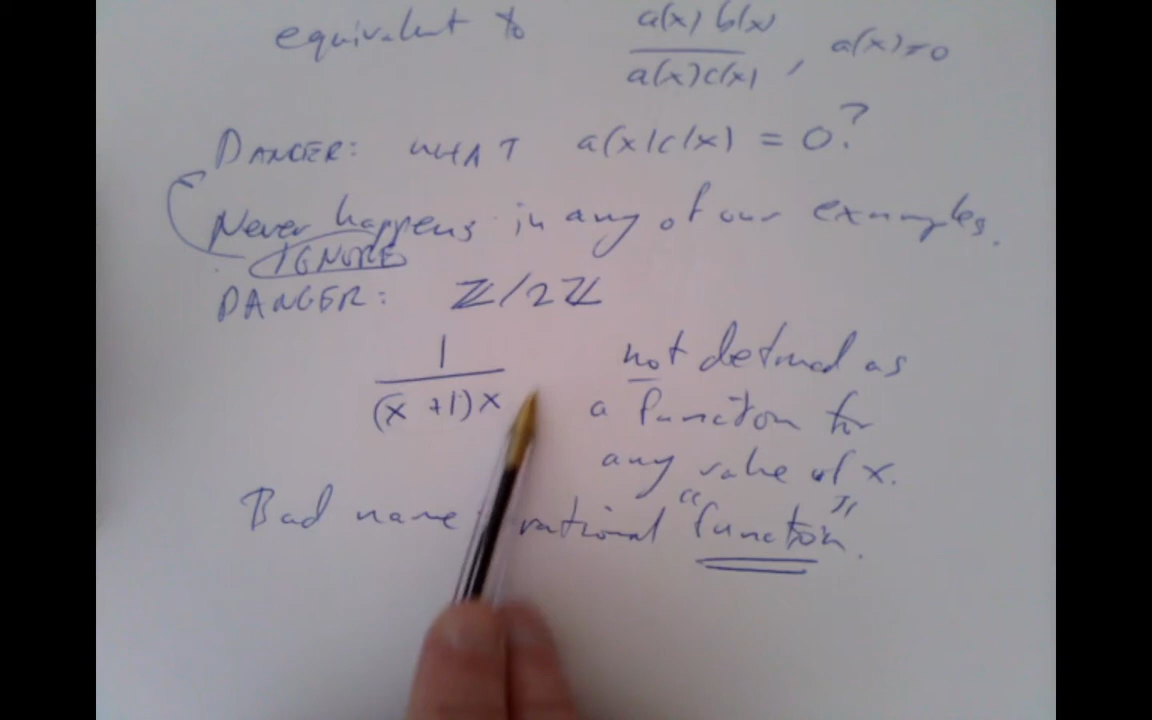 equivalent to a(x) b(x) / a(x) c(x) , a(x)≠0
DANGER: WHAT a(x)c(x) = 0?
Never happens in any of our examples.
IGNORE
DANGER: ℤ/2ℤ
1 / (x+1)x not defined as
a function for
any value of x.
Bad name: rational "function".